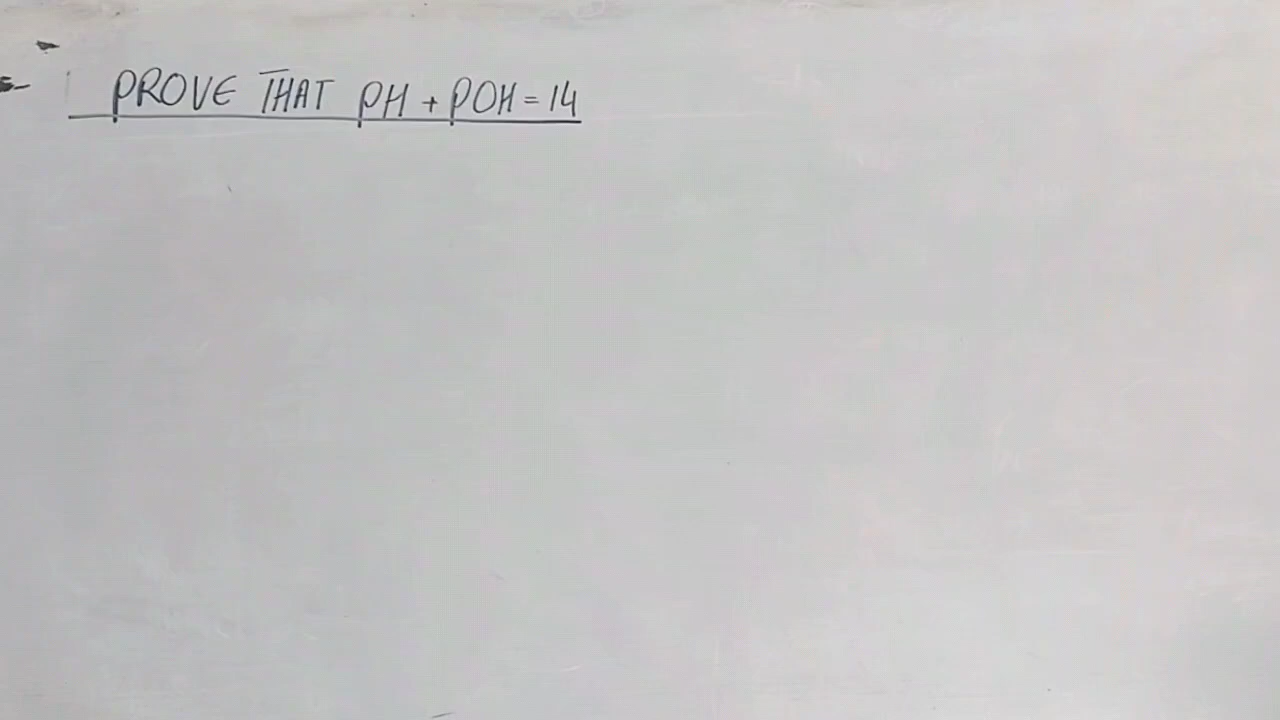 PROVE THAT PH + POH = 14